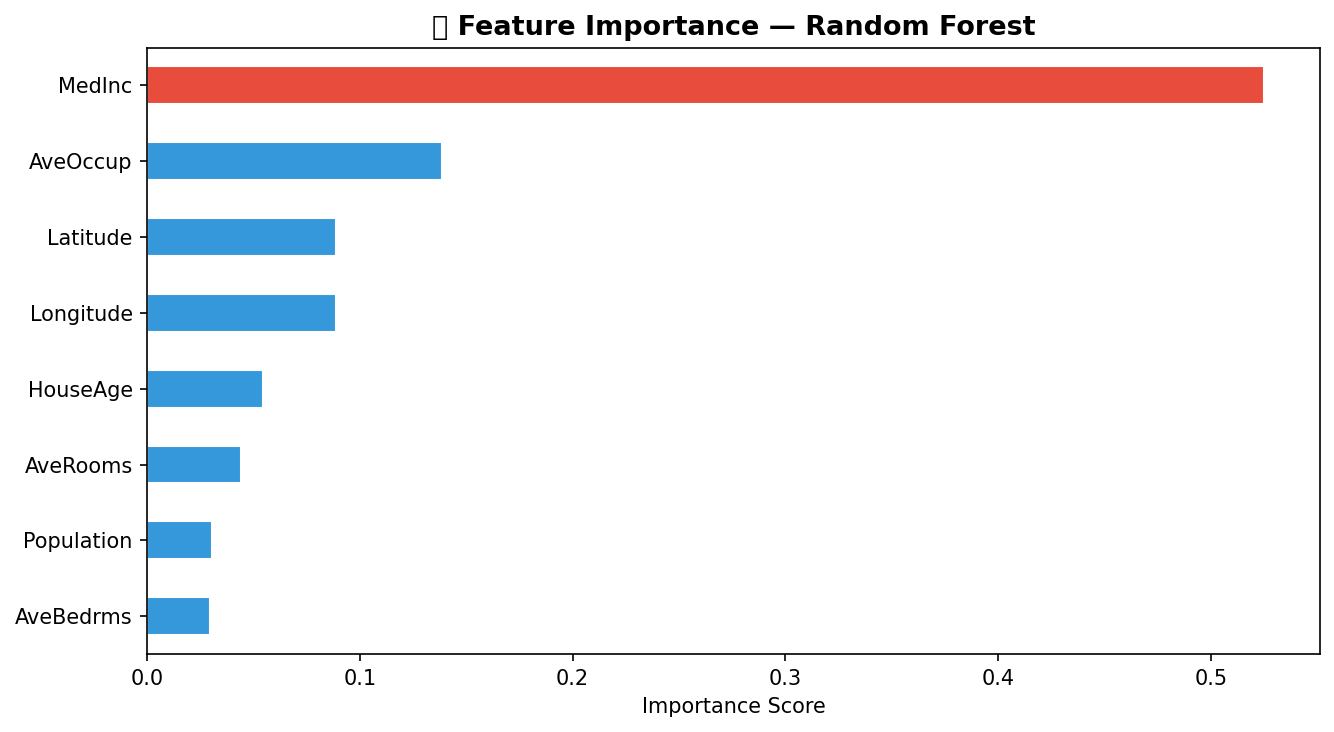 Feature Importance — Random Forest
MedInc
AveOccup
Latitude
Longitude
HouseAge
AveRooms
Population
AveBedrms
0.0 0.1 0.2 0.3 0.4 0.5
Importance Score